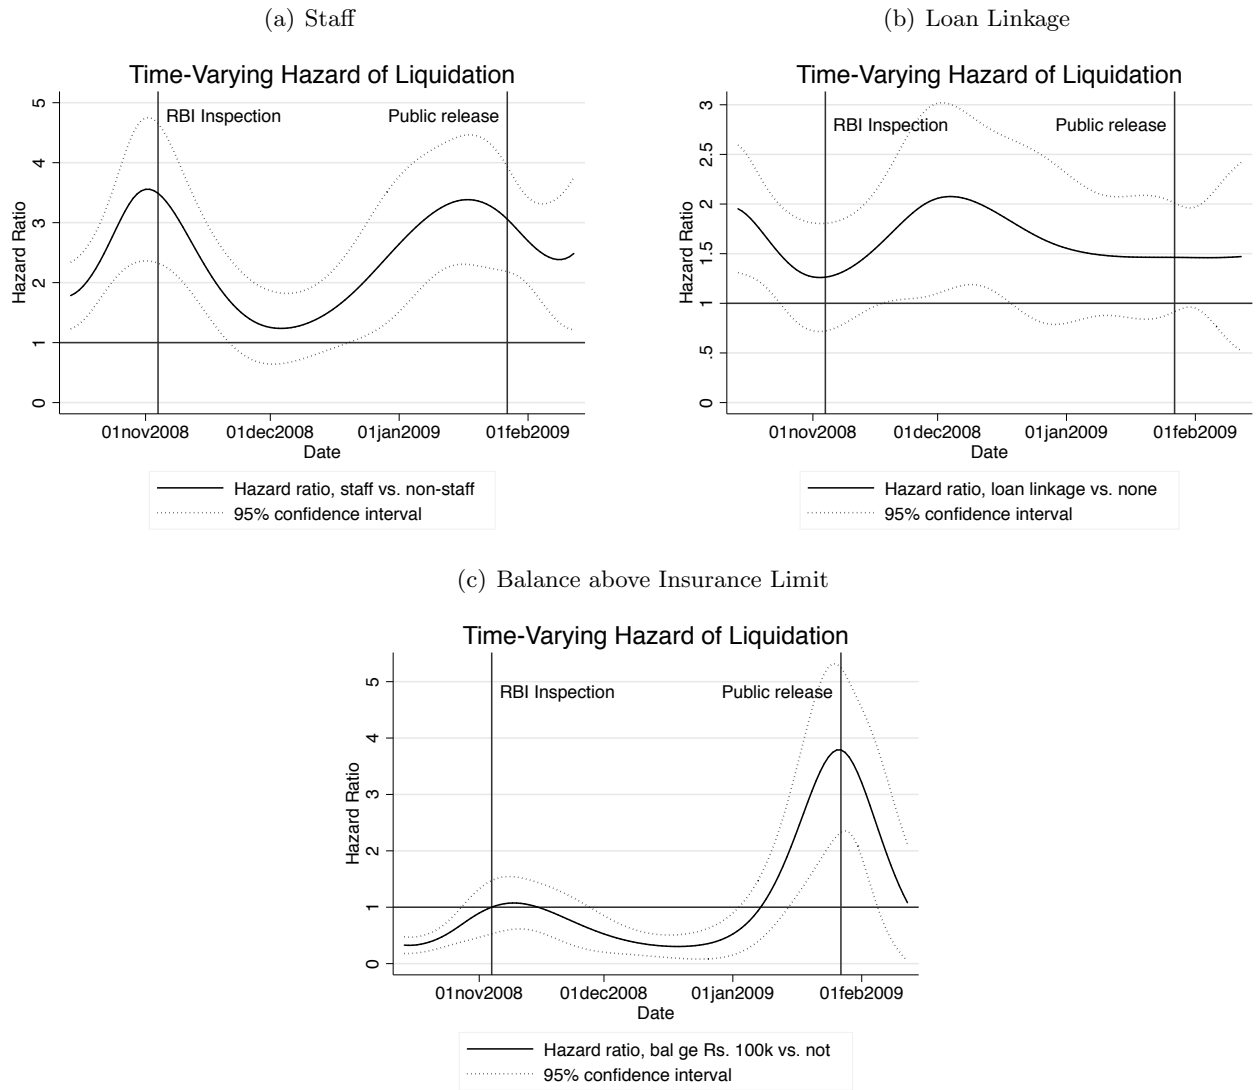 (a) Staff
Time-Varying Hazard of Liquidation
5
4
3
2
1
0
Hazard Ratio
RBI Inspection
Public release
01nov2008 01dec2008 01jan2009 01feb2009
Date
Hazard ratio, staff vs. non-staff
95% confidence interval
(b) Loan Linkage
Time-Varying Hazard of Liquidation
3
2.5
2
1.5
1
.5
0
Hazard Ratio
RBI Inspection
Public release
01nov2008 01dec2008 01jan2009 01feb2009
Date
Hazard ratio, loan linkage vs. none
95% confidence interval
(c) Balance above Insurance Limit
Time-Varying Hazard of Liquidation
5
4
3
2
1
0
Hazard Ratio
RBI Inspection
Public release
01nov2008 01dec2008 01jan2009 01feb2009
Date
Hazard ratio, bal ge Rs. 100k vs. not
95% confidence interval